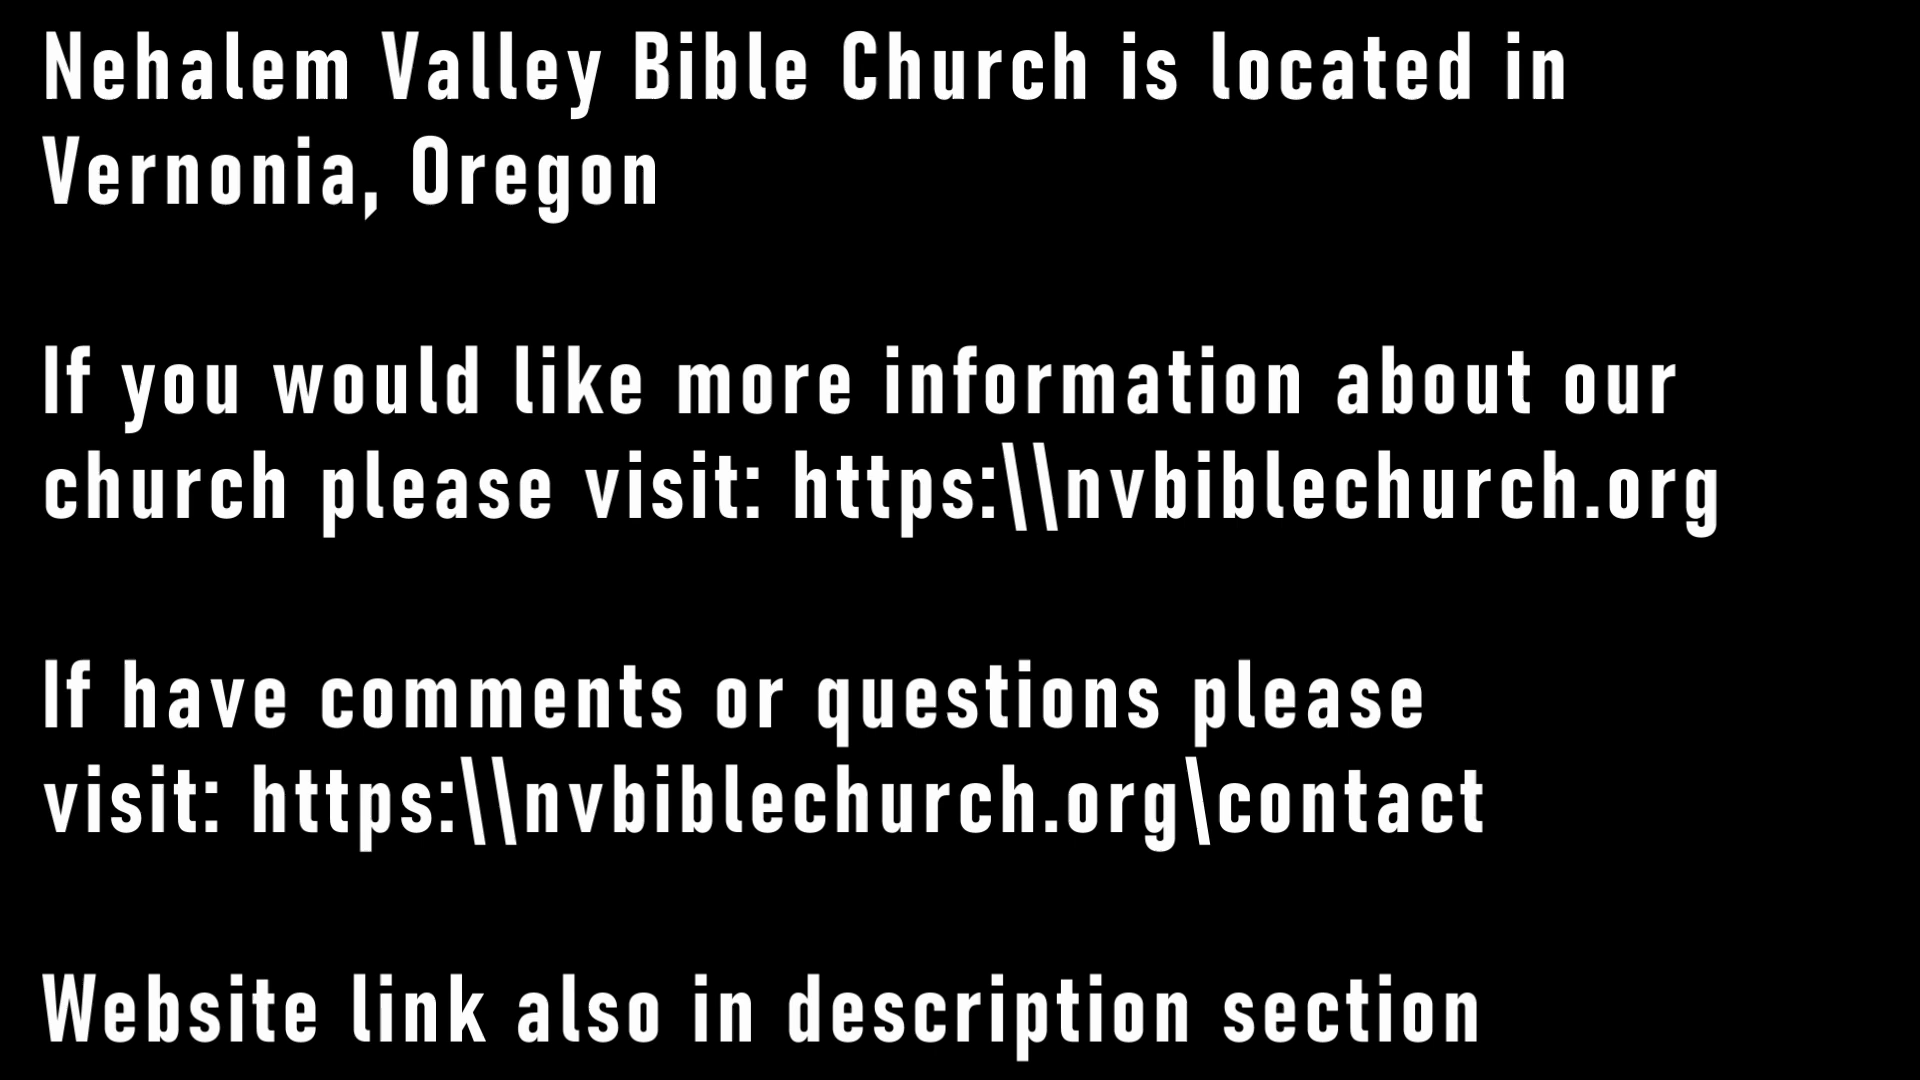 Nehalem Valley Bible Church is located in
Vernonia, Oregon
If you would like more information about our
church please visit: https:\\nvbiblechurch.org
If have comments or questions please
visit: https:\\nvbiblechurch.org\contact
Website link also in description section